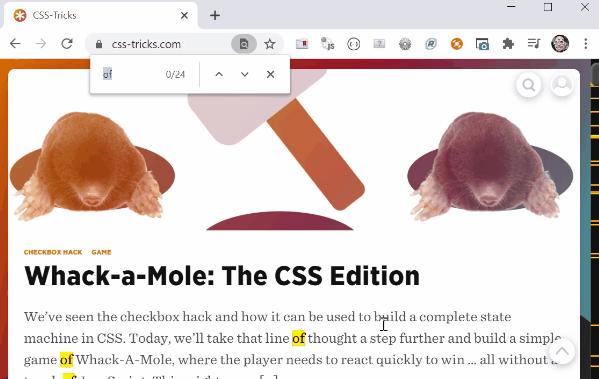 CSS-Tricks
css-tricks.com
of
0/24
CHECKBOX HACK GAME
Whack-a-Mole: The CSS Edition
We’ve seen the checkbox hack and how it can be used to build a complete state
machine in CSS. Today, we’ll take that line of thought a step further and build a simple
game of Whack-A-Mole, where the player needs to react quickly to win ... all without a